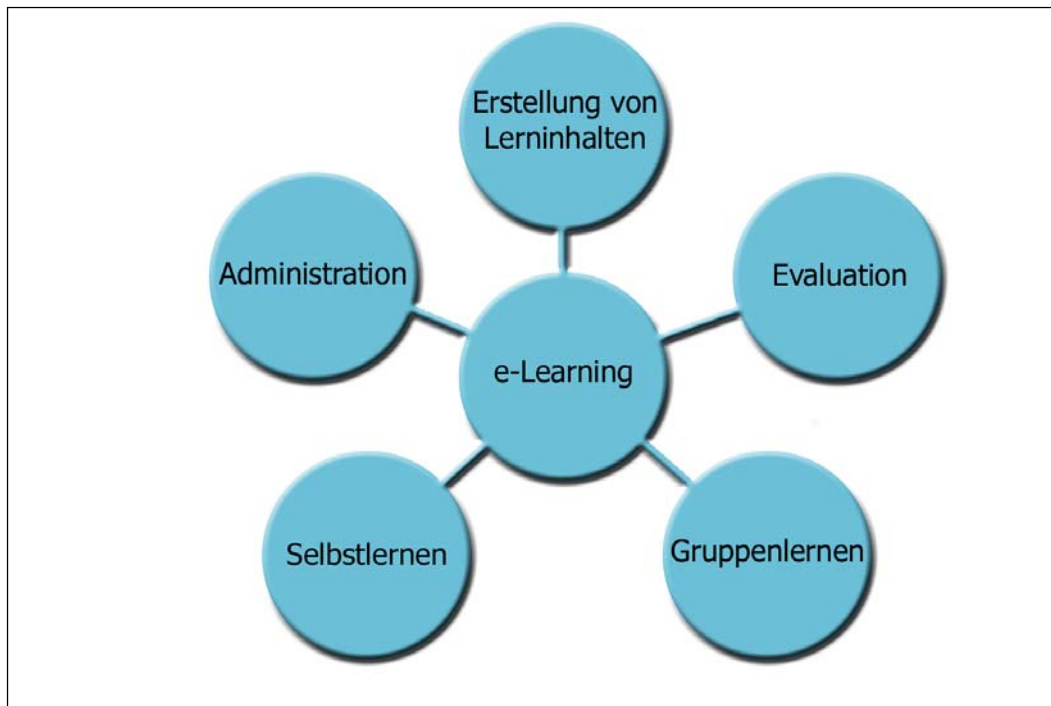 Erstellung von
Lerninhalten
Administration
Evaluation
e-Learning
Selbstlernen
Gruppenlernen